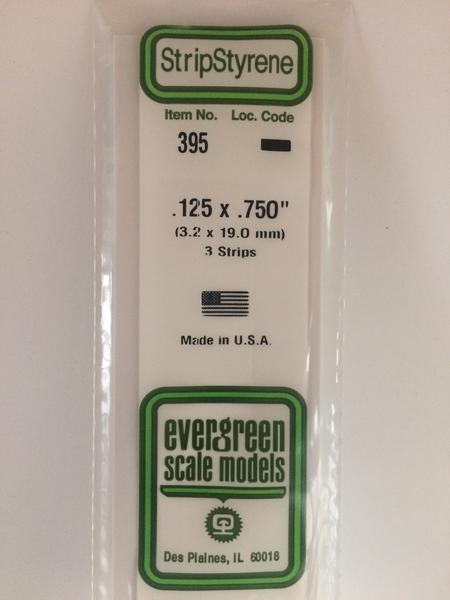 StripStyrene
Item No. Loc. Code
395
.125 x .750"
(3.2 x 19.0 mm)
3 Strips
Made in U.S.A.
evergreen
scale models
Des Plaines, IL 60018